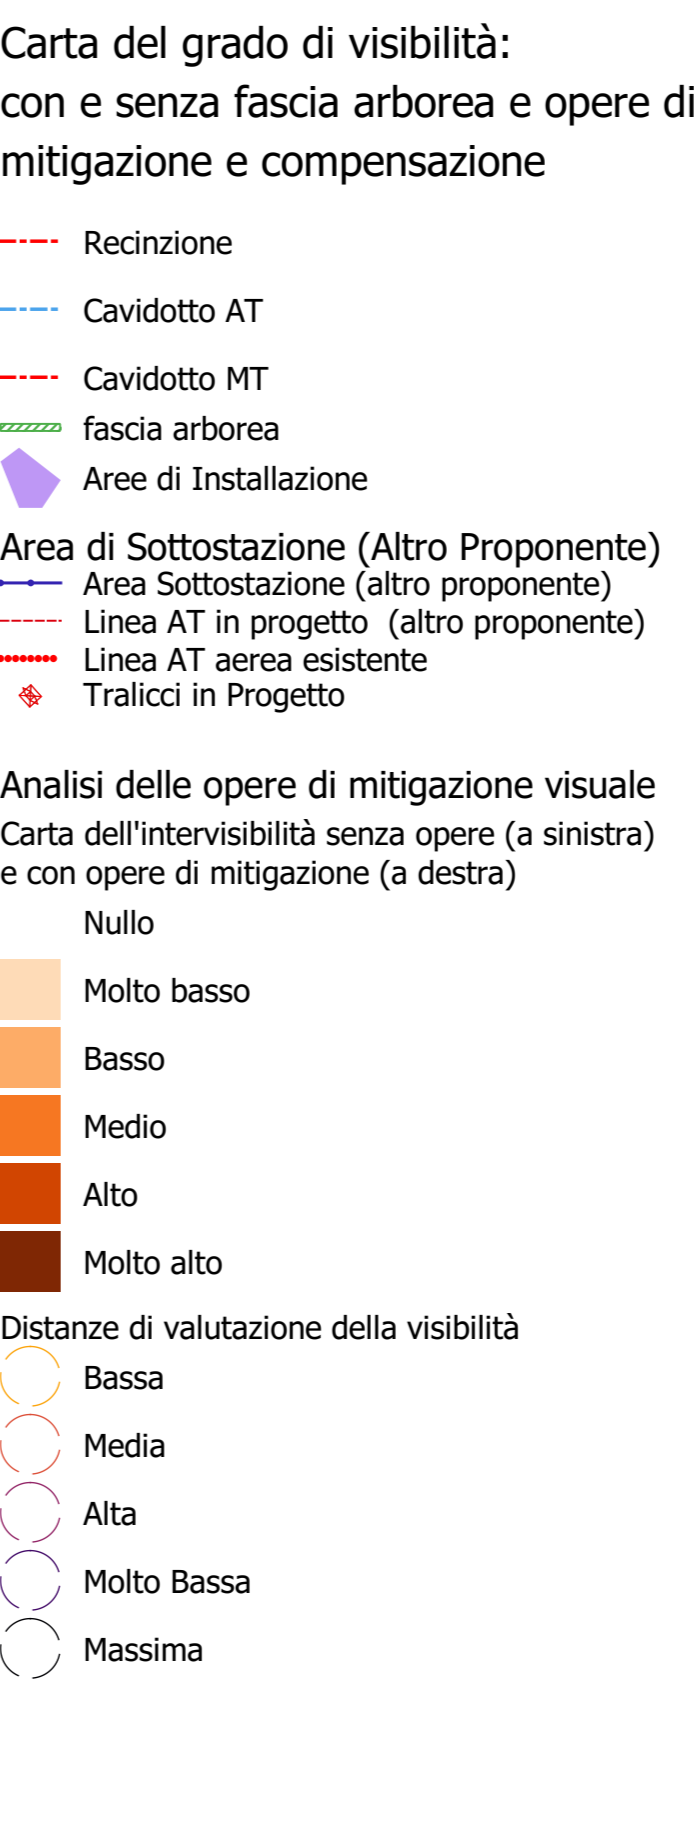 Carta del grado di visibilità:
con e senza fascia arborea e opere di
mitigazione e compensazione
Recinzione
Cavidotto AT
Cavidotto MT
fascia arborea
Aree di Installazione
Area di Sottostazione (Altro Proponente)
Area Sottostazione (altro proponente)
Linea AT in progetto  (altro proponente)
Linea AT aerea esistente
Tralicci in Progetto
Analisi delle opere di mitigazione visuale
Carta dell'intervisibilità senza opere (a sinistra)
e con opere di mitigazione (a destra)
Nullo
Molto basso
Basso
Medio
Alto
Molto alto
Distanze di valutazione della visibilità
Bassa
Media
Alta
Molto Bassa
Massima